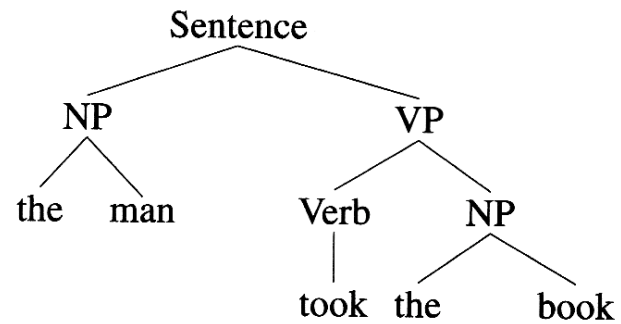 Sentence
NP VP
the man Verb NP
took the book